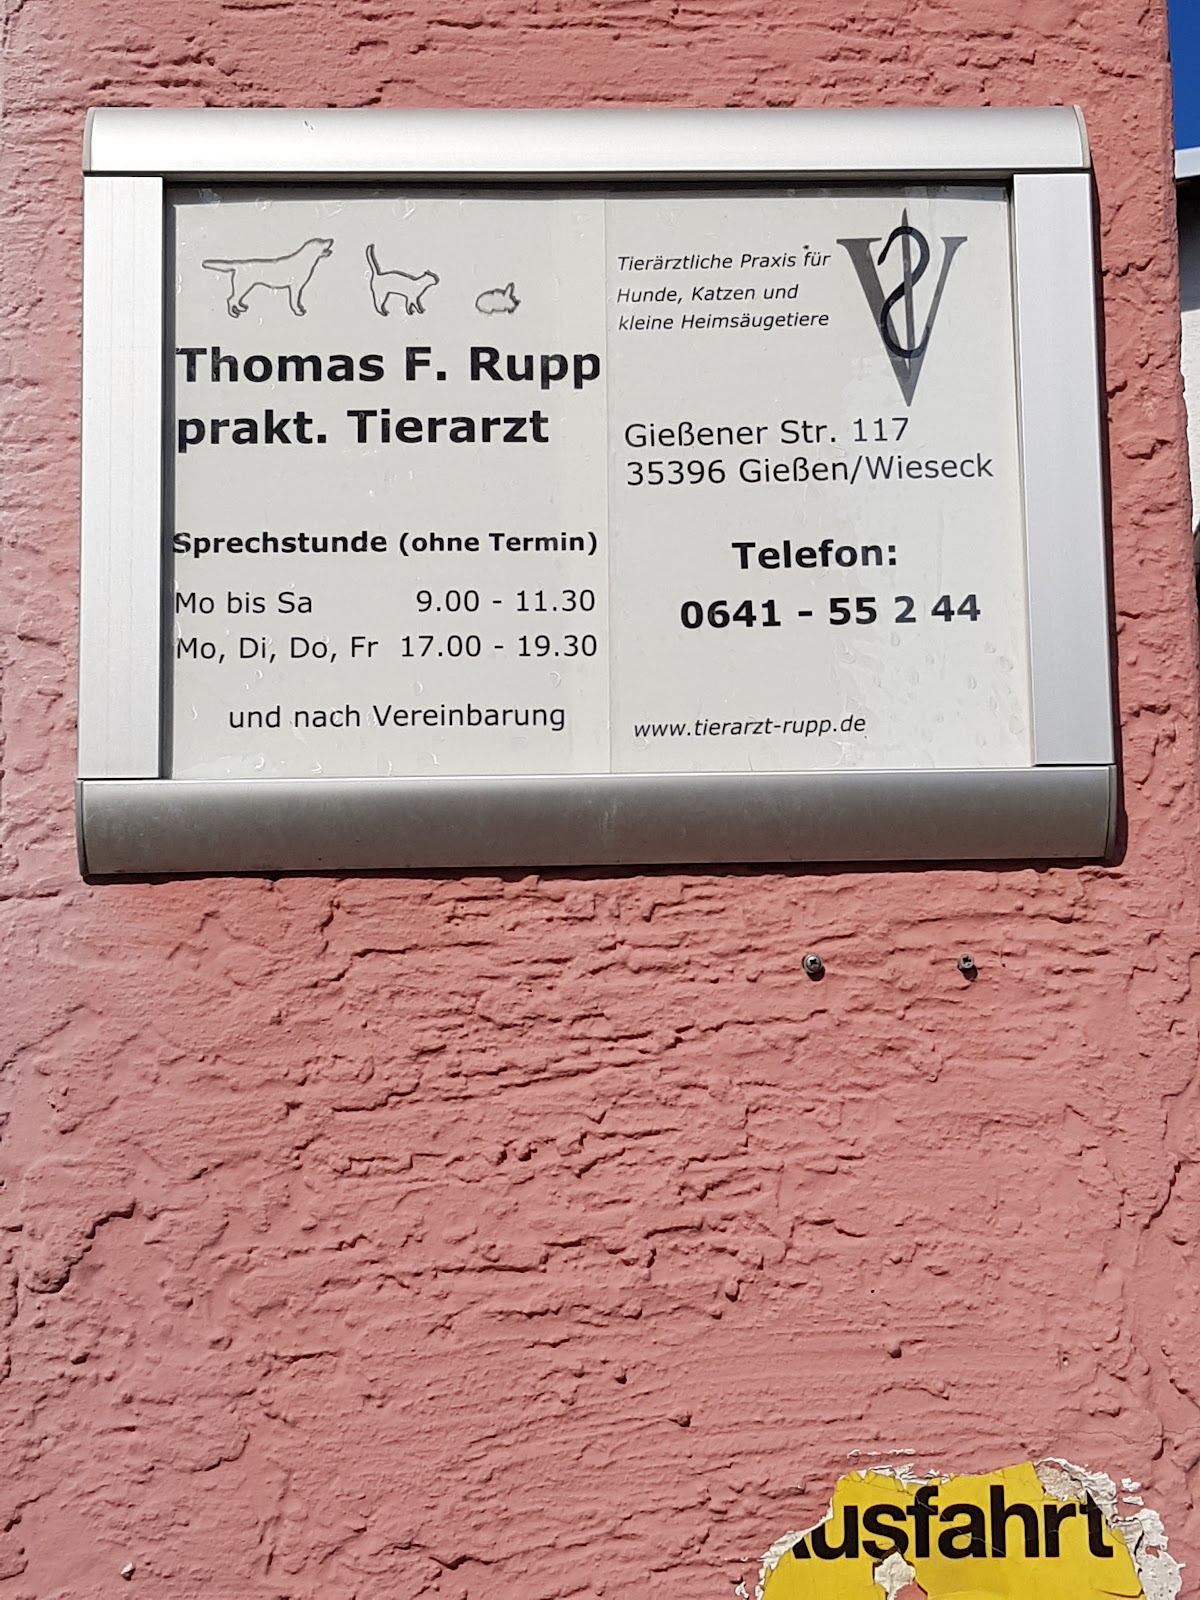 Thomas F. Rupp
prakt. Tierarzt
Sprechstunde (ohne Termin)
Mo bis Sa 9.00 - 11.30
Mo, Di, Do, Fr 17.00 - 19.30
und nach Vereinbarung
Tierärztliche Praxis für
Hunde, Katzen und
kleine Heimsäugetiere
V
Gießener Str. 117
35396 Gießen/Wieseck
Telefon:
0641 - 55 2 44
www.tierarzt-rupp.de
Ausfahrt